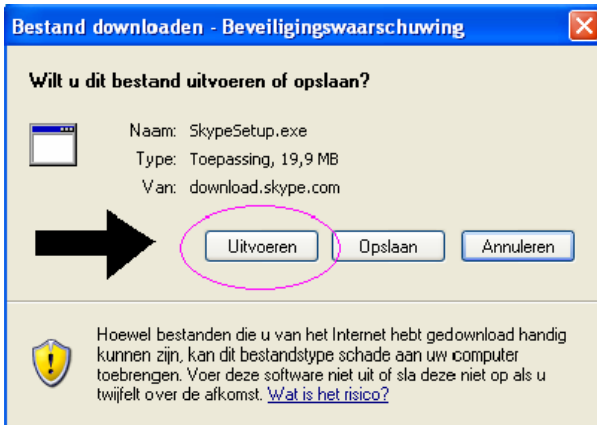 Bestand downloaden - Beveiligingswaarschuwing
Wilt u dit bestand uitvoeren of opslaan?
Naam: SkypeSetup.exe
Type: Toepassing, 19,9 MB
Van: download.skype.com
Uitvoeren Opslaan Annuleren
Hoewel bestanden die u van het Internet hebt gedownload handig
kunnen zijn, kan dit bestandstype schade aan uw computer
toebrengen. Voer deze software niet uit of sla deze niet op als u
twijfelt over de afkomst. Wat is het risico?